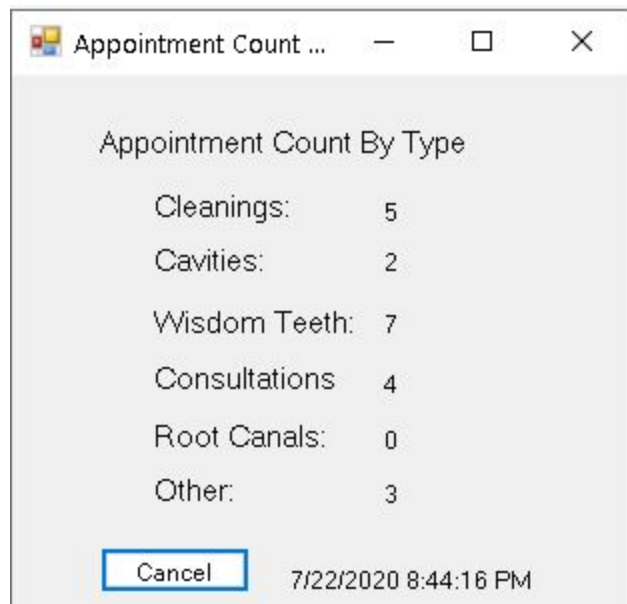 Appointment Count ...
Appointment Count By Type
Cleanings: 5
Cavities: 2
Wisdom Teeth: 7
Consultations 4
Root Canals: 0
Other: 3
Cancel 7/22/2020 8:44:16 PM